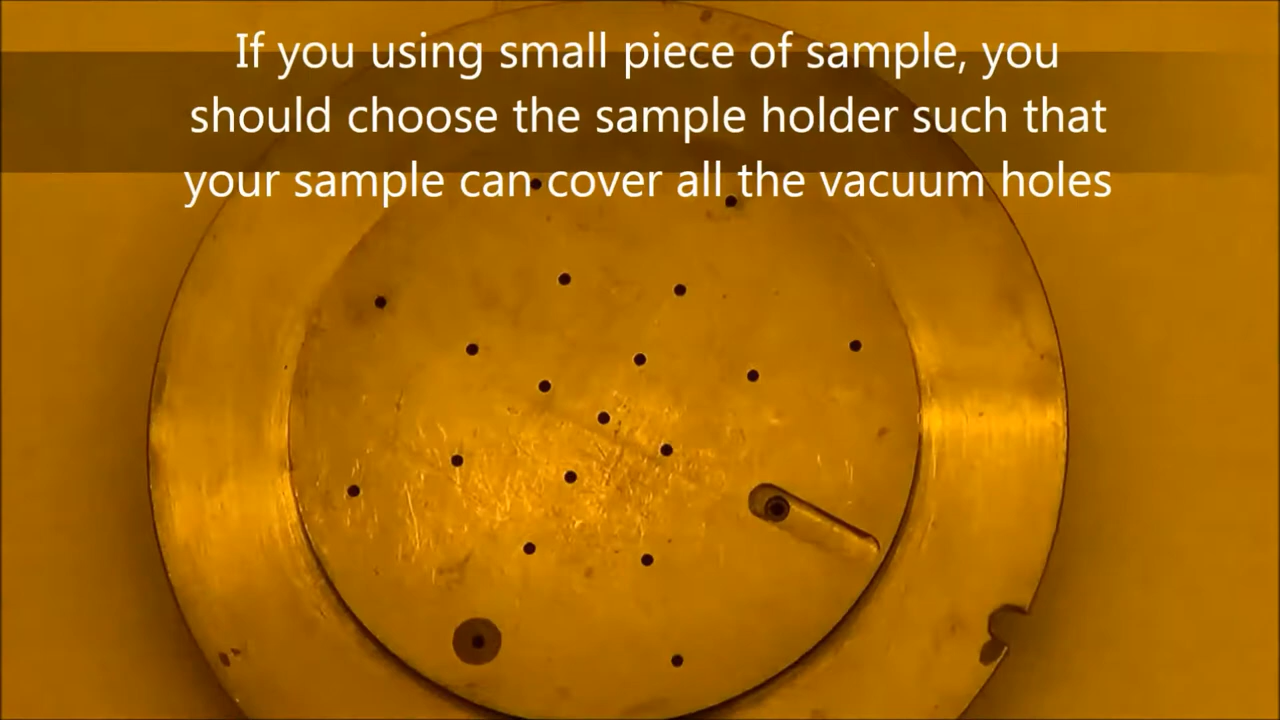 If you using small piece of sample, you
should choose the sample holder such that
your sample can cover all the vacuum holes